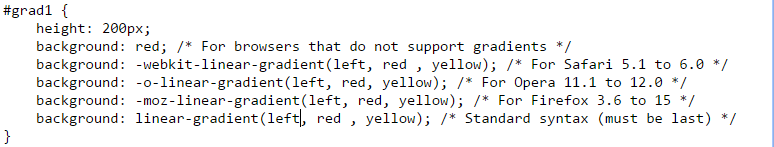 #grad1 {
    height: 200px;
    background: red; /* For browsers that do not support gradients */
    background: -webkit-linear-gradient(left, red , yellow); /* For Safari 5.1 to 6.0 */
    background: -o-linear-gradient(left, red, yellow); /* For Opera 11.1 to 12.0 */
    background: -moz-linear-gradient(left, red, yellow); /* For Firefox 3.6 to 15 */
    background: linear-gradient(left, red , yellow); /* Standard syntax (must be last) */
}